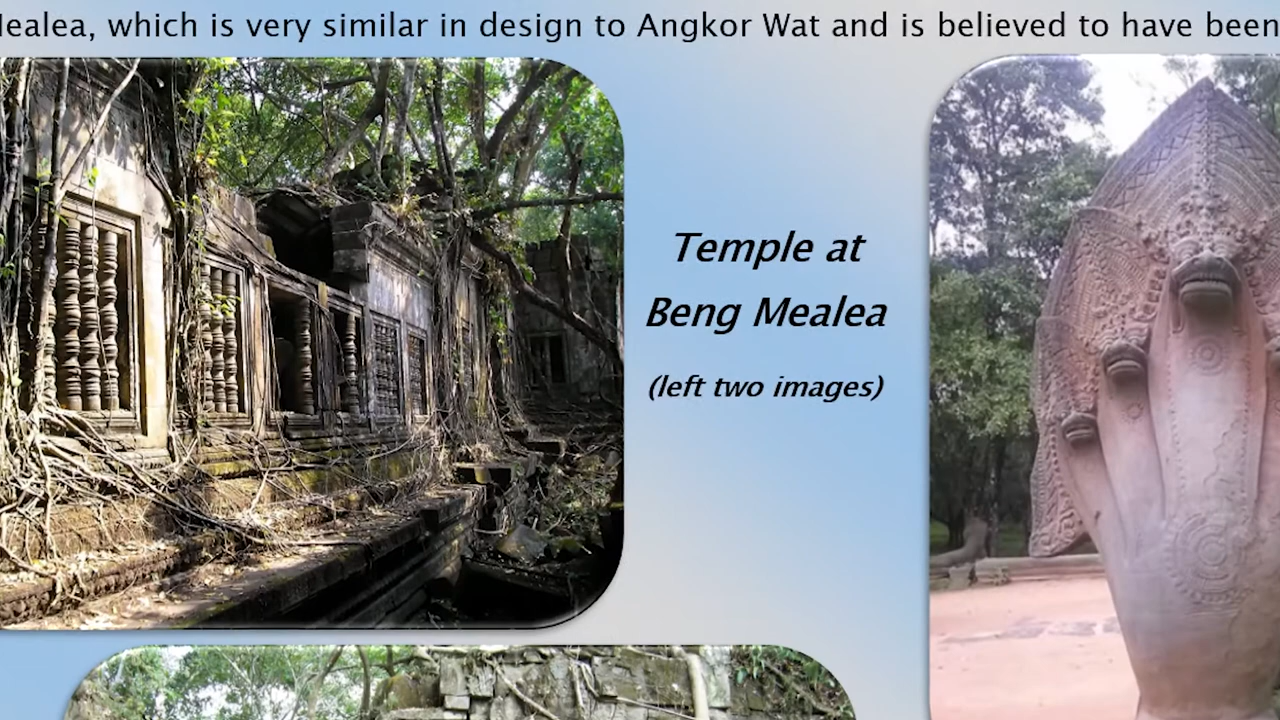 Mealea, which is very similar in design to Angkor Wat and is believed to have been
Temple at
Beng Mealea
(left two images)